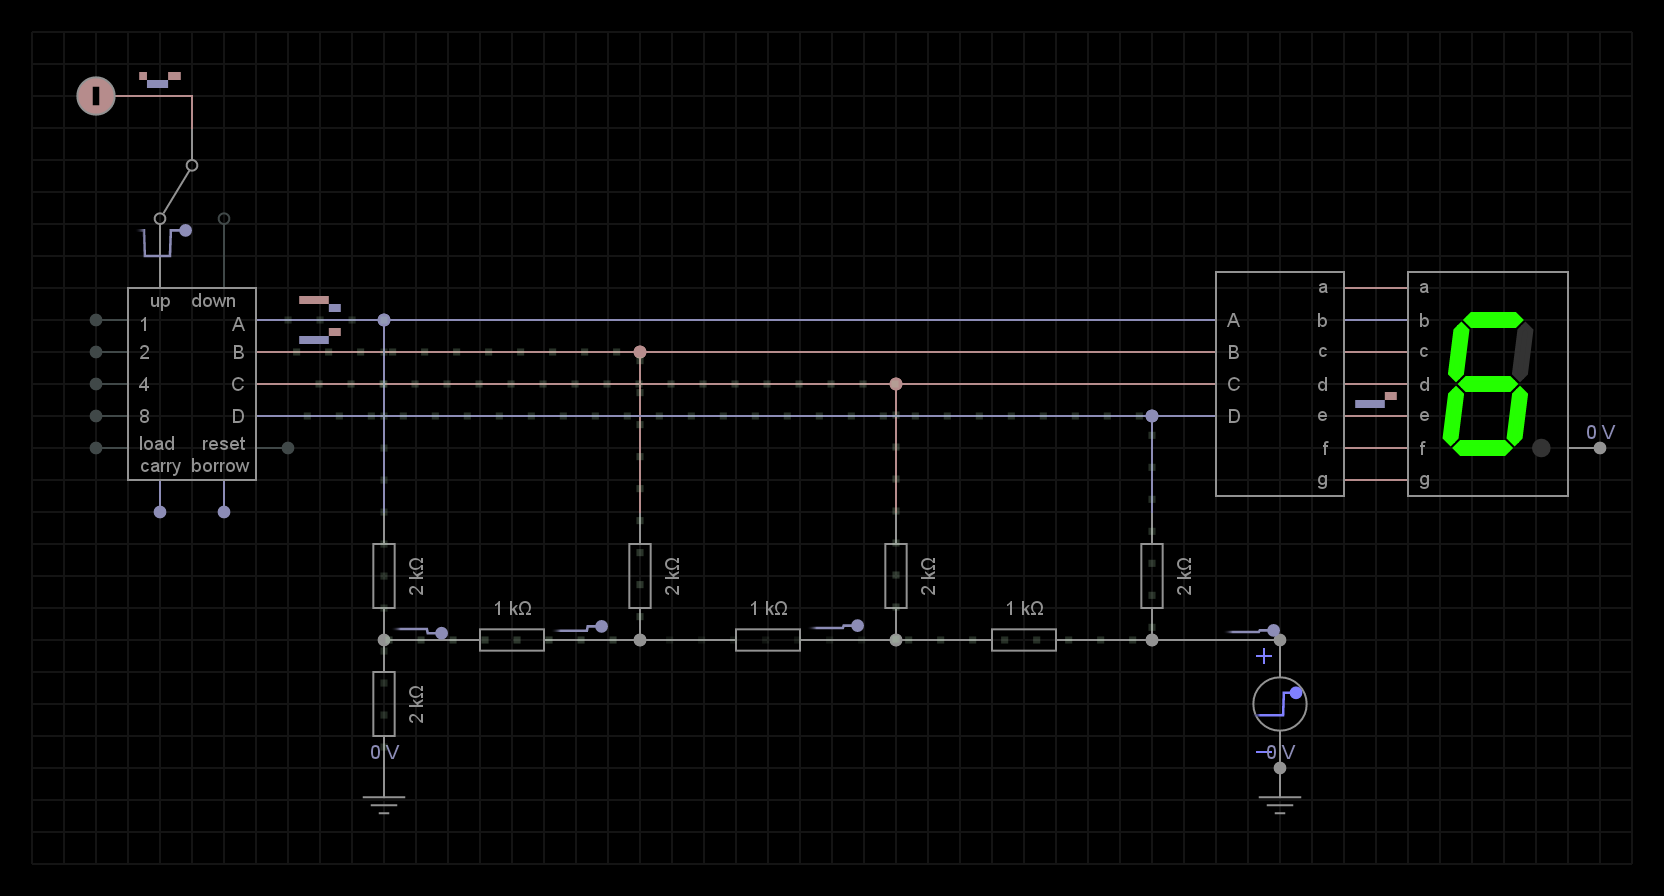 up down
1 A
2 B
4 C
8 D
load reset
carry borrow
A a
B b
C c
D d
e
f
g
a
b
c
d
e
f
g
0 V
2 kΩ
2 kΩ
2 kΩ
2 kΩ
1 kΩ
1 kΩ
1 kΩ
2 kΩ
0 V
+
−
0 V